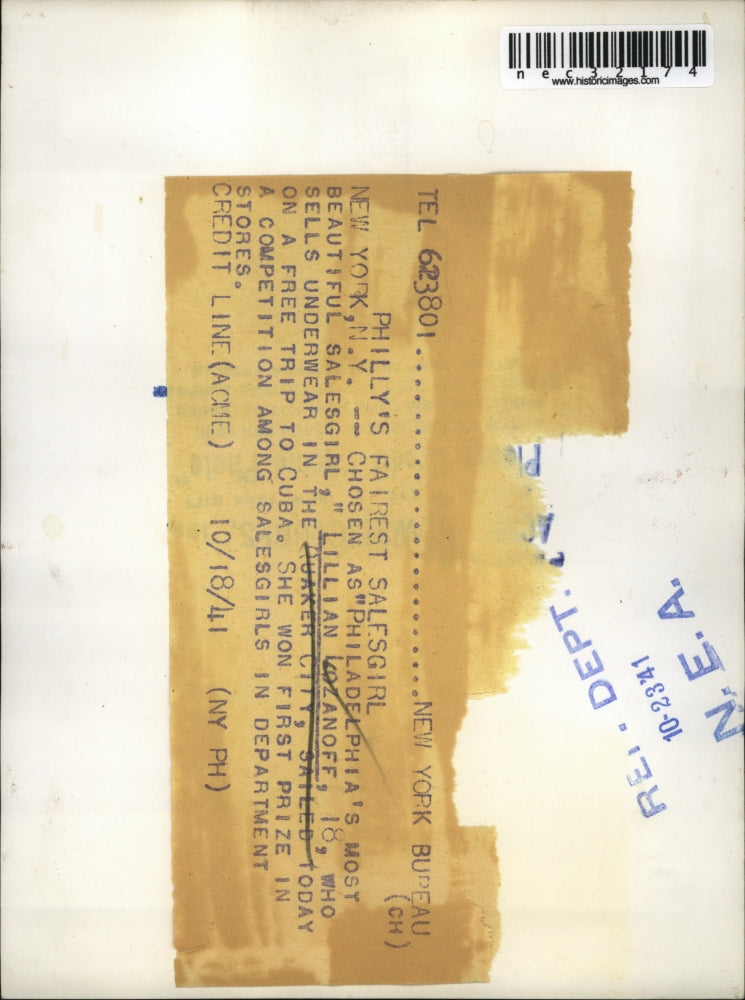 nec32174
www.historicimages.com
TEL 623801....................NEW YORK BUREAU
(CH)
PHILLY'S FAIREST SALESGIRL
NEW YORK, N.Y. -- CHOSEN AS "PHILADELPHIA'S MOST
BEAUTIFUL SALESGIRL," LILLIAN LOZANOFF, 18, WHO
SELLS UNDERWEAR IN THE QUAKER CITY, SAILED TODAY
ON A FREE TRIP TO CUBA. SHE WON FIRST PRIZE IN
A COMPETITION AMONG SALESGIRLS IN DEPARTMENT
STORES.
CREDIT LINE (ACME) 10/18/41 (NY PH)
REF. DEPT.
10-23-41
N.E.A.